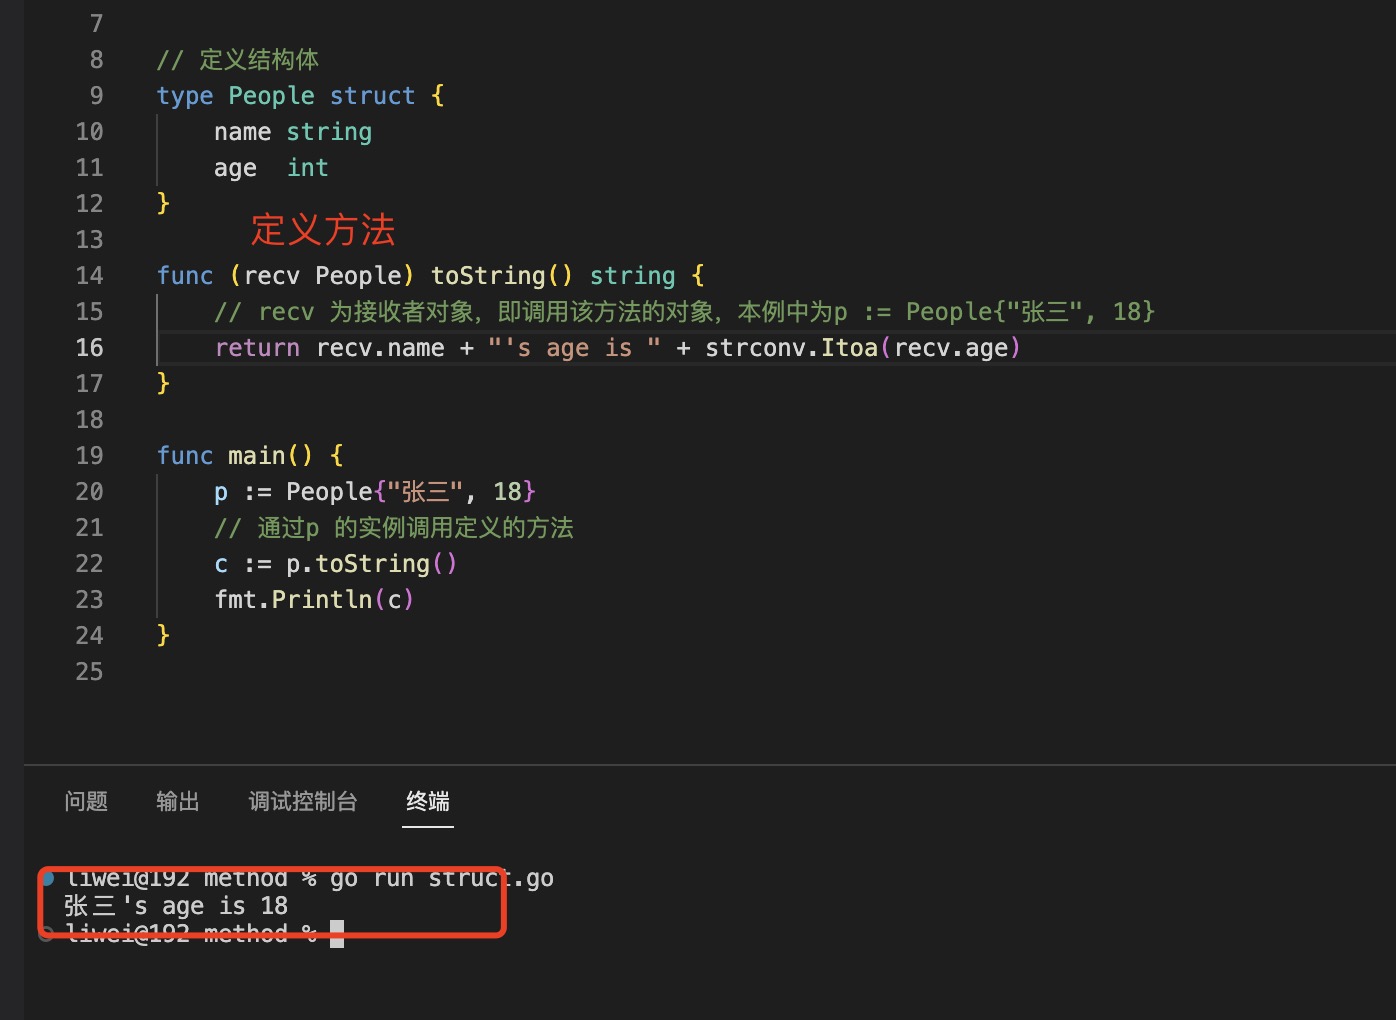 7
8 // 定义结构体
9 type People struct {
10 name string
11 age int
12 }
定义方法
13
14 func (recv People) toString() string {
15 // recv 为接收者对象，即调用该方法的对象，本例中为p := People{"张三", 18}
16 return recv.name + "'s age is " + strconv.Itoa(recv.age)
17 }
18
19 func main() {
20 p := People{"张三", 18}
21 // 通过p 的实例调用定义的方法
22 c := p.toString()
23 fmt.Println(c)
24 }
25
问题 输出 调试控制台 终端
liwei@192 method % go run struct.go
张三's age is 18
liwei@192 method %